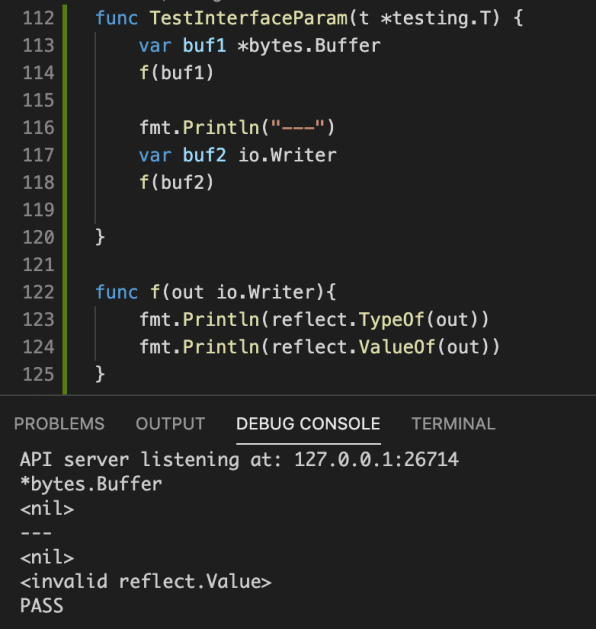 112 func TestInterfaceParam(t *testing.T) {
113 var buf1 *bytes.Buffer
114 f(buf1)
115
116 fmt.Println("---")
117 var buf2 io.Writer
118 f(buf2)
119
120 }
121
122 func f(out io.Writer){
123 fmt.Println(reflect.TypeOf(out))
124 fmt.Println(reflect.ValueOf(out))
125 }
PROBLEMS OUTPUT DEBUG CONSOLE TERMINAL
API server listening at: 127.0.0.1:26714
*bytes.Buffer
<nil>
---
<nil>
<invalid reflect.Value>
PASS